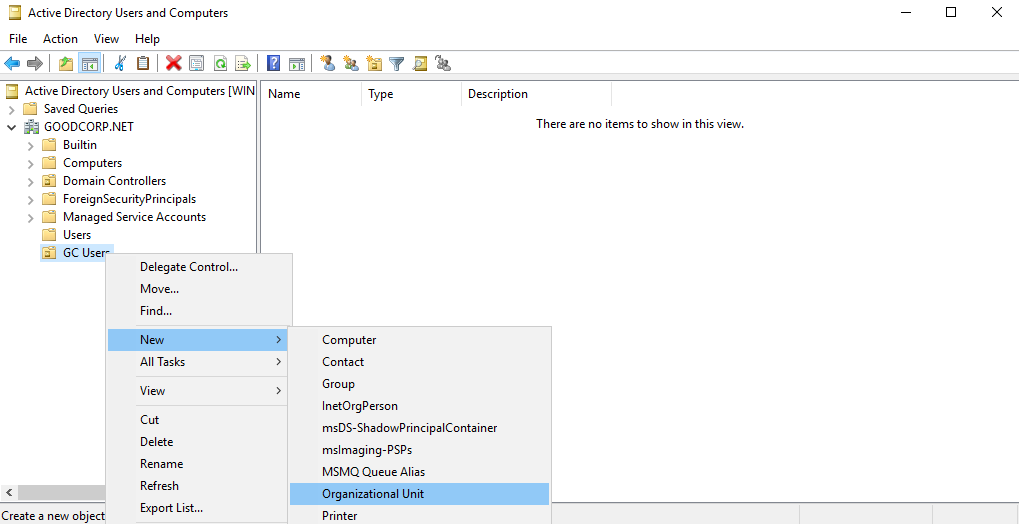 Active Directory Users and Computers
File Action View Help
Active Directory Users and Computers [WIN
Saved Queries
GOODCORP.NET
Builtin
Computers
Domain Controllers
ForeignSecurityPrincipals
Managed Service Accounts
Users
GC Users
Name Type Description
There are no items to show in this view.
Delegate Control...
Move...
Find...
New
All Tasks
View
Cut
Delete
Rename
Refresh
Export List...
Computer
Contact
Group
InetOrgPerson
msDS-ShadowPrincipalContainer
msImaging-PSPs
MSMQ Queue Alias
Organizational Unit
Printer
Create a new object